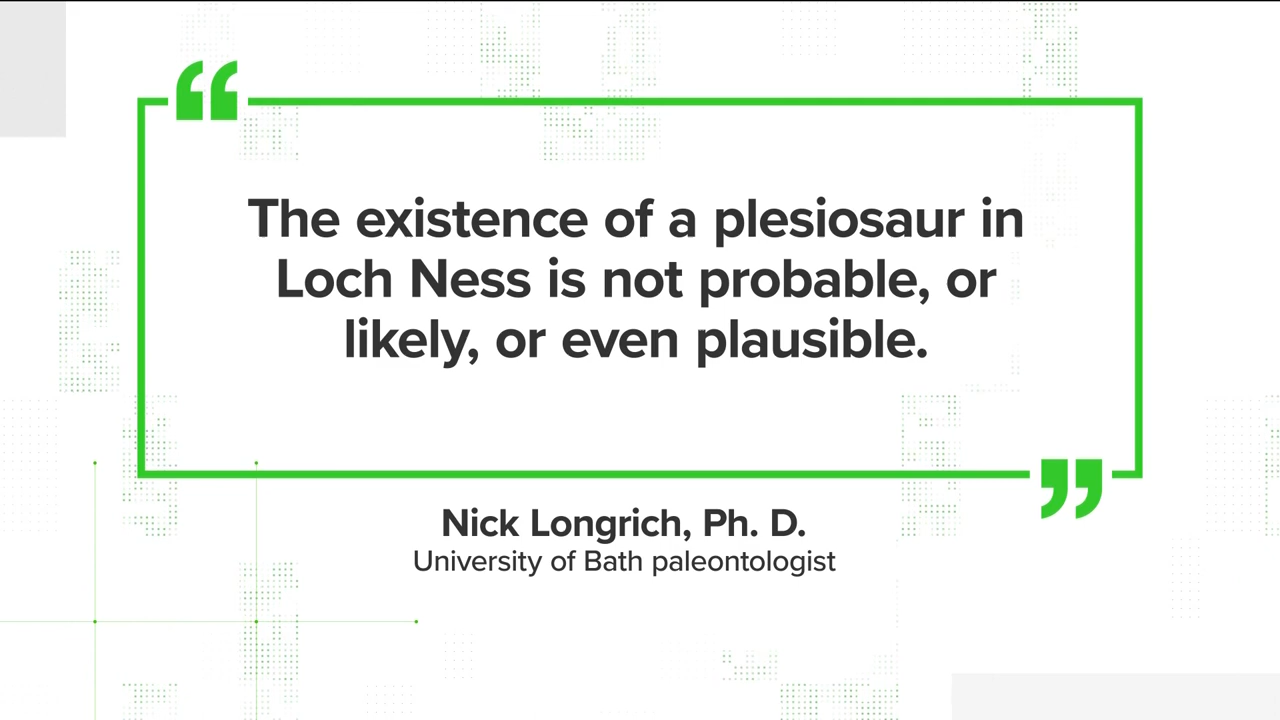 “
The existence of a plesiosaur in
Loch Ness is not probable, or
likely, or even plausible.
”
Nick Longrich, Ph. D.
University of Bath paleontologist